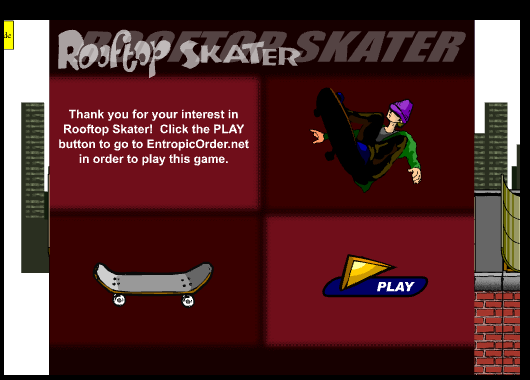 Rooftop Skater
ROOFTOP SKATER
Thank you for your interest in
Rooftop Skater!  Click the PLAY
button to go to EntropicOrder.net
in order to play this game.
PLAY